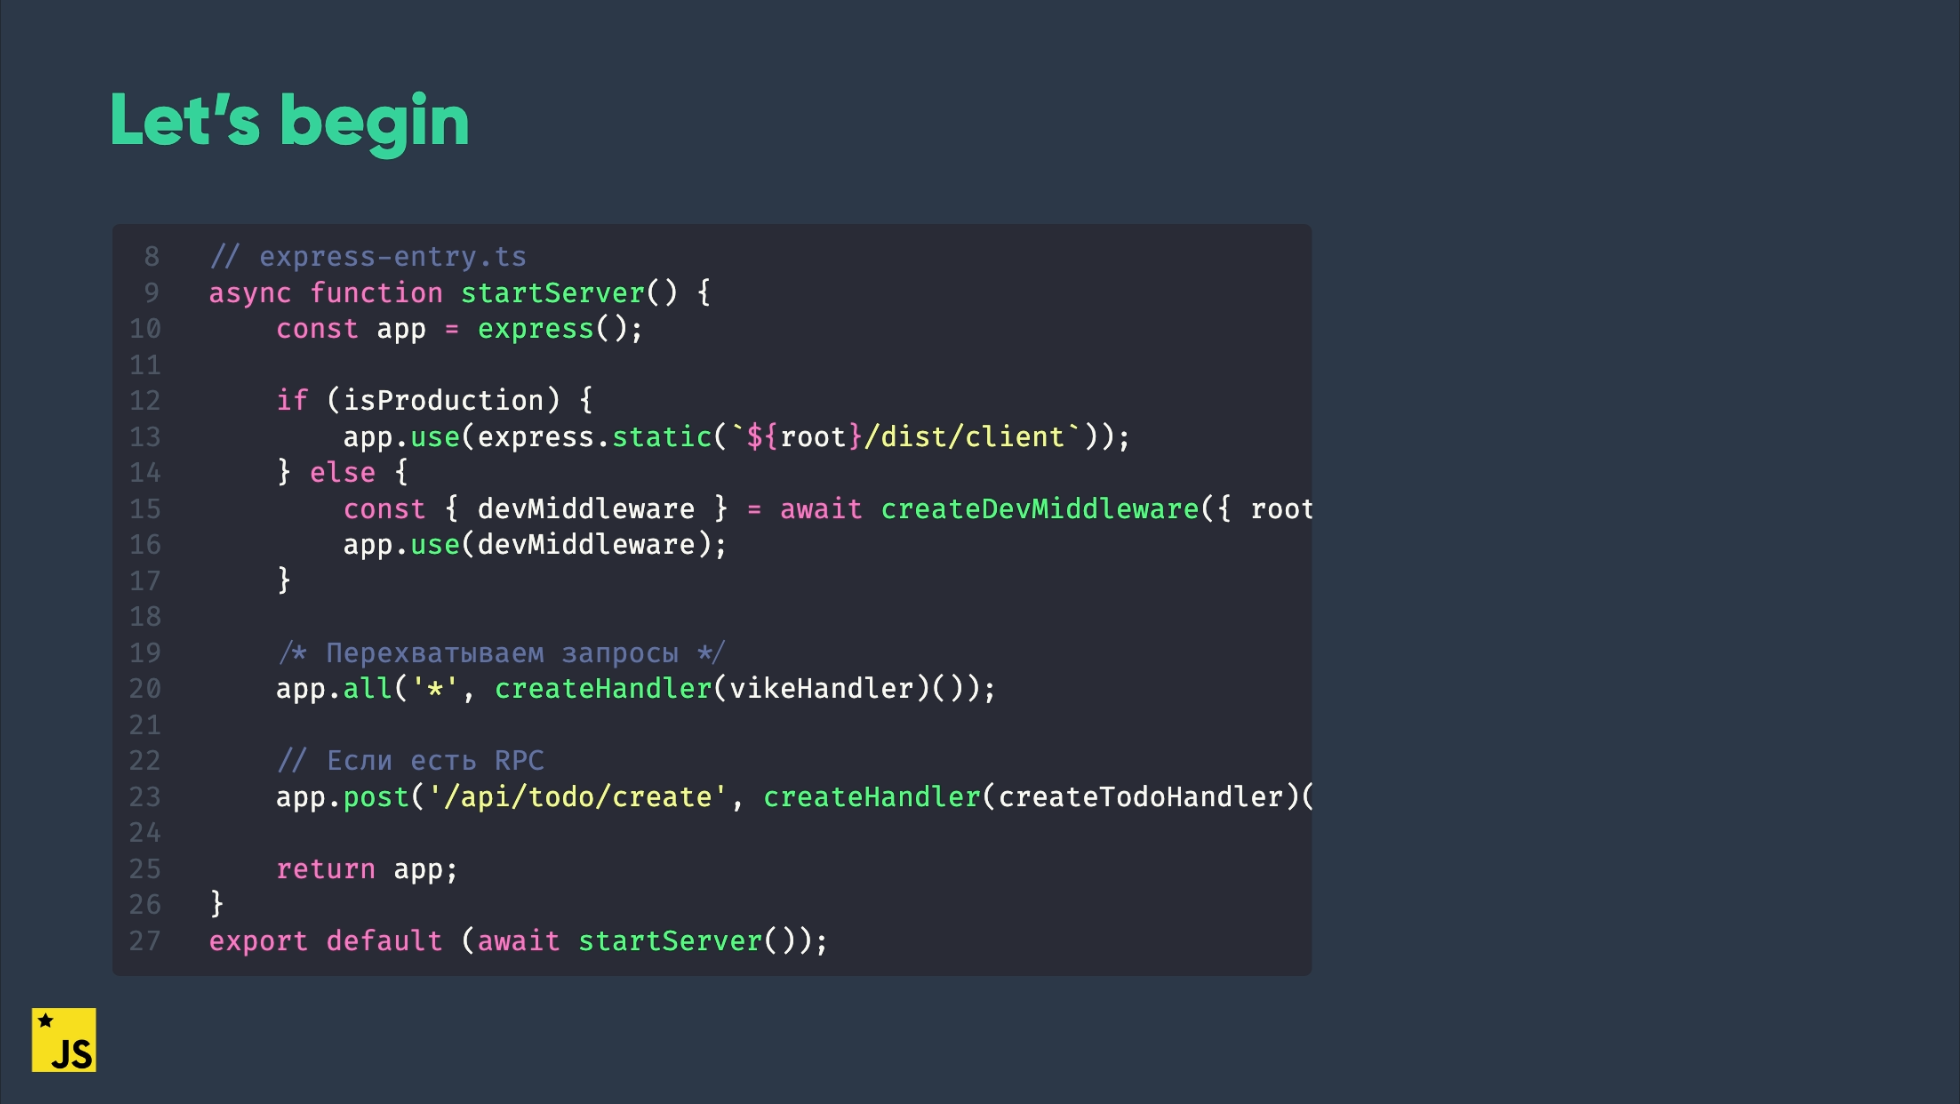 Let's begin
8 // express-entry.ts
9 async function startServer() {
10     const app = express();
11
12     if (isProduction) {
13         app.use(express.static(`${root}/dist/client`));
14     } else {
15         const { devMiddleware } = await createDevMiddleware({ root
16         app.use(devMiddleware);
17     }
18
19     /* Перехватываем запросы */
20     app.all('*', createHandler(vikeHandler)());
21
22     // Если есть RPC
23     app.post('/api/todo/create', createHandler(createTodoHandler)(
24
25     return app;
26 }
27 export default (await startServer());
JS